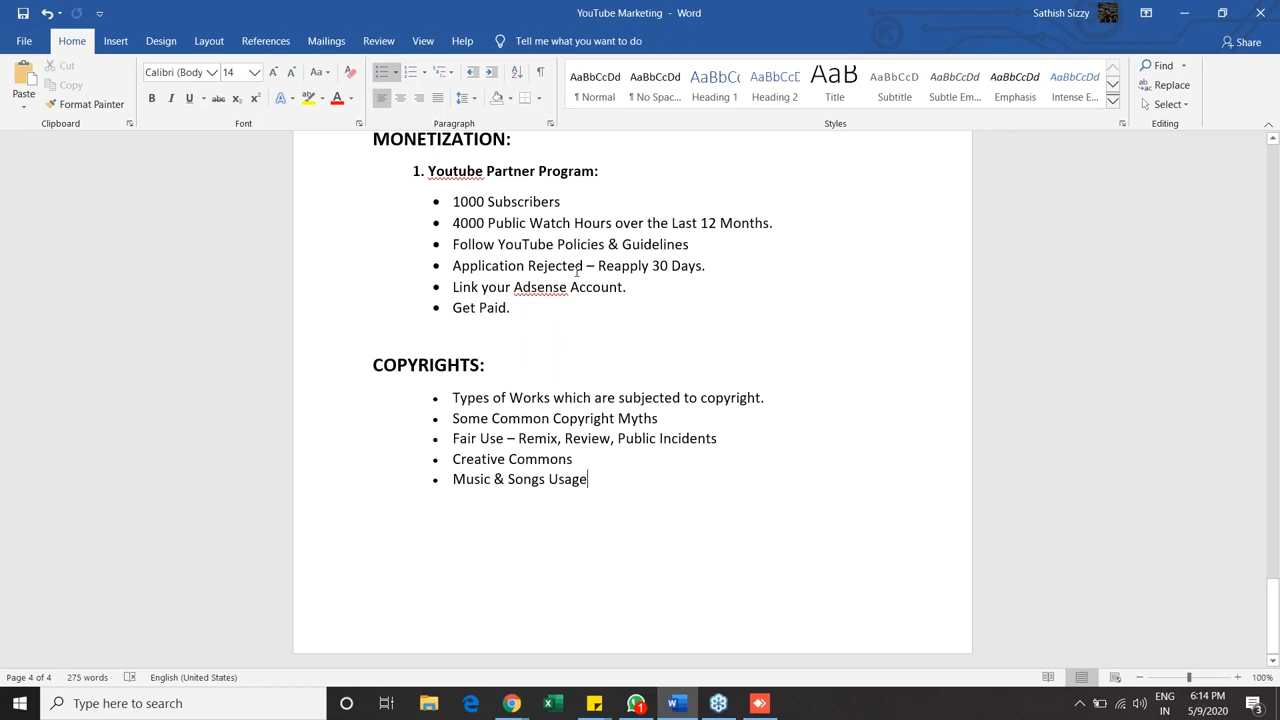 YouTube Marketing - Word
Sathish Sizzy
File Home Insert Design Layout References Mailings Review View Help Tell me what you want to do
Share
Paste
Cut
Copy
Format Painter
Clipboard
Calibri (Body 14
Font
Paragraph
AaBbCcDd AaBbCcDd AaBbCc AaBbCcD AaB AaBbCcD AaBbCcDd AaBbCcDd AaBbCcDd
¶ Normal ¶ No Spac... Heading 1 Heading 2 Title Subtitle Subtle Em... Emphasis Intense E...
Styles
Find
Replace
Select
Editing
MONETIZATION:
1. Youtube Partner Program:
• 1000 Subscribers
• 4000 Public Watch Hours over the Last 12 Months.
• Follow YouTube Policies & Guidelines
• Application Rejected – Reapply 30 Days.
• Link your Adsense Account.
• Get Paid.
COPYRIGHTS:
• Types of Works which are subjected to copyright.
• Some Common Copyright Myths
• Fair Use – Remix, Review, Public Incidents
• Creative Commons
• Music & Songs Usage
Page 4 of 4 275 words English (United States)
100%
Type here to search
1
ENG
IN
6:14 PM
5/9/2020
3